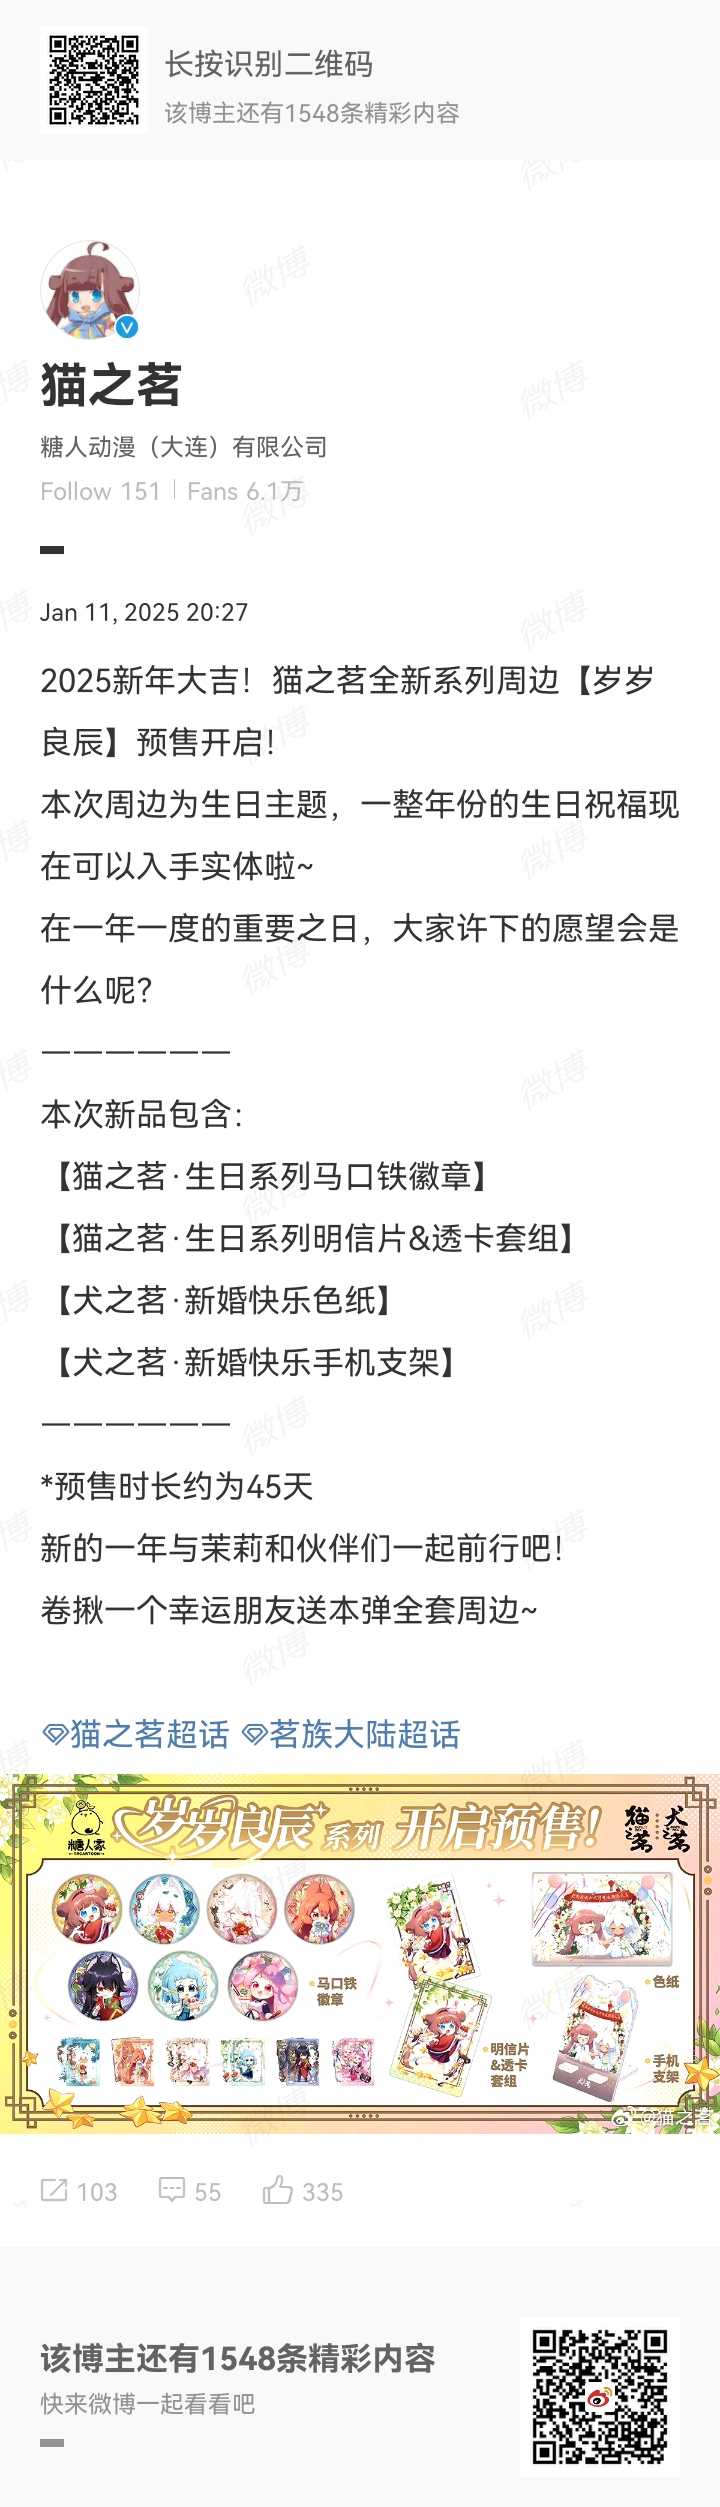 长按识别二维码
该博主还有1548条精彩内容
猫之茗
糖人动漫（大连）有限公司
Follow 151 | Fans 6.1万
Jan 11, 2025 20:27
2025新年大吉！猫之茗全新系列周边【岁岁
良辰】预售开启！
本次周边为生日主题，一整年份的生日祝福现
在可以入手实体啦~
在一年一度的重要之日，大家许下的愿望会是
什么呢？
——————
本次新品包含：
【猫之茗·生日系列马口铁徽章】
【猫之茗·生日系列明信片&透卡套组】
【犬之茗·新婚快乐色纸】
【犬之茗·新婚快乐手机支架】
——————
*预售时长约为45天
新的一年与茉莉和伙伴们一起前行吧！
卷揪一个幸运朋友送本弹全套周边~
猫之茗超话 茗族大陆超话
糖人家
岁岁良辰系列 开启预售！
猫之茗
犬之茗
马口铁
徽章
明信片
&透卡
套组
色纸
手机
支架
@猫之茗
103 55 335
该博主还有1548条精彩内容
快来微博一起看看吧
微博